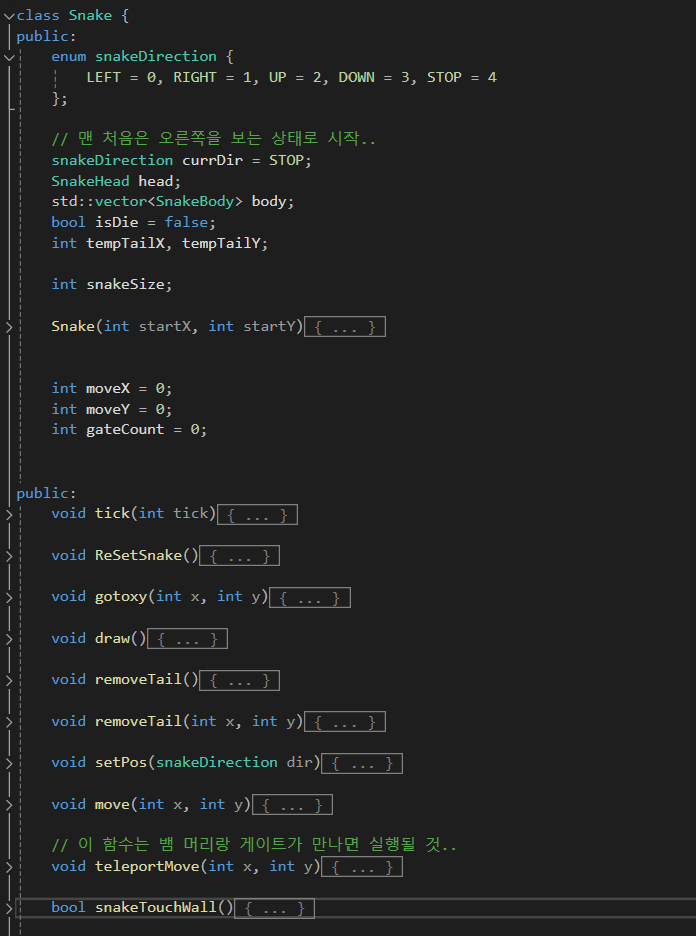 class Snake {
public:
enum snakeDirection {
LEFT = 0, RIGHT = 1, UP = 2, DOWN = 3, STOP = 4
};
// 맨 처음은 오른쪽을 보는 상태로 시작..
snakeDirection currDir = STOP;
SnakeHead head;
std::vector<SnakeBody> body;
bool isDie = false;
int tempTailX, tempTailY;
int snakeSize;
Snake(int startX, int startY){ ... }
int moveX = 0;
int moveY = 0;
int gateCount = 0;
public:
void tick(int tick){ ... }
void ReSetSnake(){ ... }
void gotoxy(int x, int y){ ... }
void draw(){ ... }
void removeTail(){ ... }
void removeTail(int x, int y){ ... }
void setPos(snakeDirection dir){ ... }
void move(int x, int y){ ... }
// 이 함수는 뱀 머리랑 게이트가 만나면 실행될 것..
void teleportMove(int x, int y){ ... }
bool snakeTouchWall(){ ... }